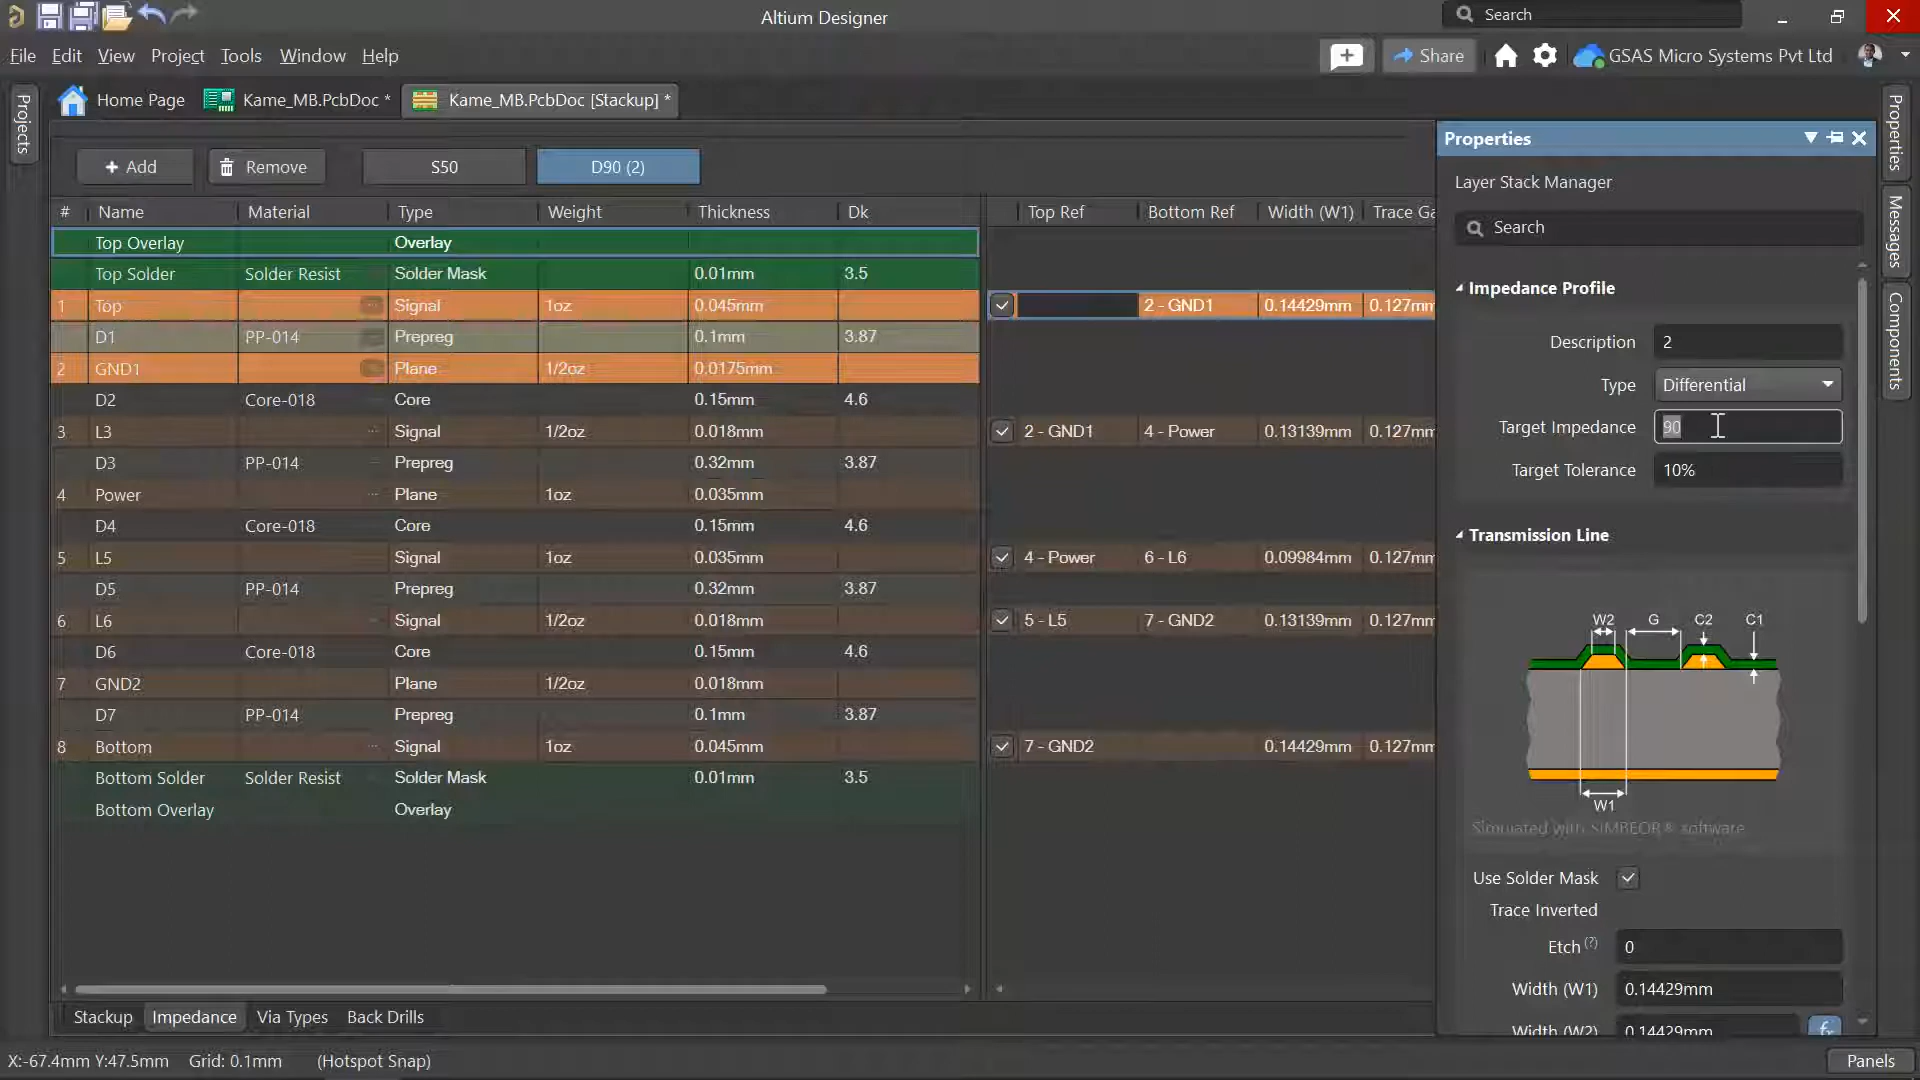 Altium Designer
Search
File Edit View Project Tools Window Help
Share
GSAS Micro Systems Pvt Ltd
Projects
Home Page
Kame_MB.PcbDoc *
Kame_MB.PcbDoc [Stackup] *
+ Add
Remove
S50
D90 (2)
# Name Material Type Weight Thickness Dk
Top Ref Bottom Ref Width (W1) Trace Ga
Top Overlay Overlay
Top Solder Solder Resist Solder Mask 0.01mm 3.5
1 Top Signal 1oz 0.045mm 2 - GND1 0.14429mm 0.127mm
D1 PP-014 Prepreg 0.1mm 3.87
2 GND1 Plane 1/2oz 0.0175mm
D2 Core-018 Core 0.15mm 4.6
3 L3 Signal 1/2oz 0.018mm 2 - GND1 4 - Power 0.13139mm 0.127mm
D3 PP-014 Prepreg 0.32mm 3.87
4 Power Plane 1oz 0.035mm
D4 Core-018 Core 0.15mm 4.6
5 L5 Signal 1oz 0.035mm 4 - Power 6 - L6 0.09984mm 0.127mm
D5 PP-014 Prepreg 0.32mm 3.87
6 L6 Signal 1/2oz 0.018mm 5 - L5 7 - GND2 0.13139mm 0.127mm
D6 Core-018 Core 0.15mm 4.6
7 GND2 Plane 1/2oz 0.018mm
D7 PP-014 Prepreg 0.1mm 3.87
8 Bottom Signal 1oz 0.045mm 7 - GND2 0.14429mm 0.127mm
Bottom Solder Solder Resist Solder Mask 0.01mm 3.5
Bottom Overlay Overlay
Stackup Impedance Via Types Back Drills
Properties
Layer Stack Manager
Search
Impedance Profile
Description 2
Type Differential
Target Impedance 90
Target Tolerance 10%
Transmission Line
W2 G C2 C1
W1
Simulated with SIMBEOR® software
Use Solder Mask
Trace Inverted
Etch (?) 0
Width (W1) 0.14429mm
Width (W2) 0.14429mm fx
Properties
Messages
Components
X:-67.4mm Y:47.5mm Grid: 0.1mm (Hotspot Snap)
Panels